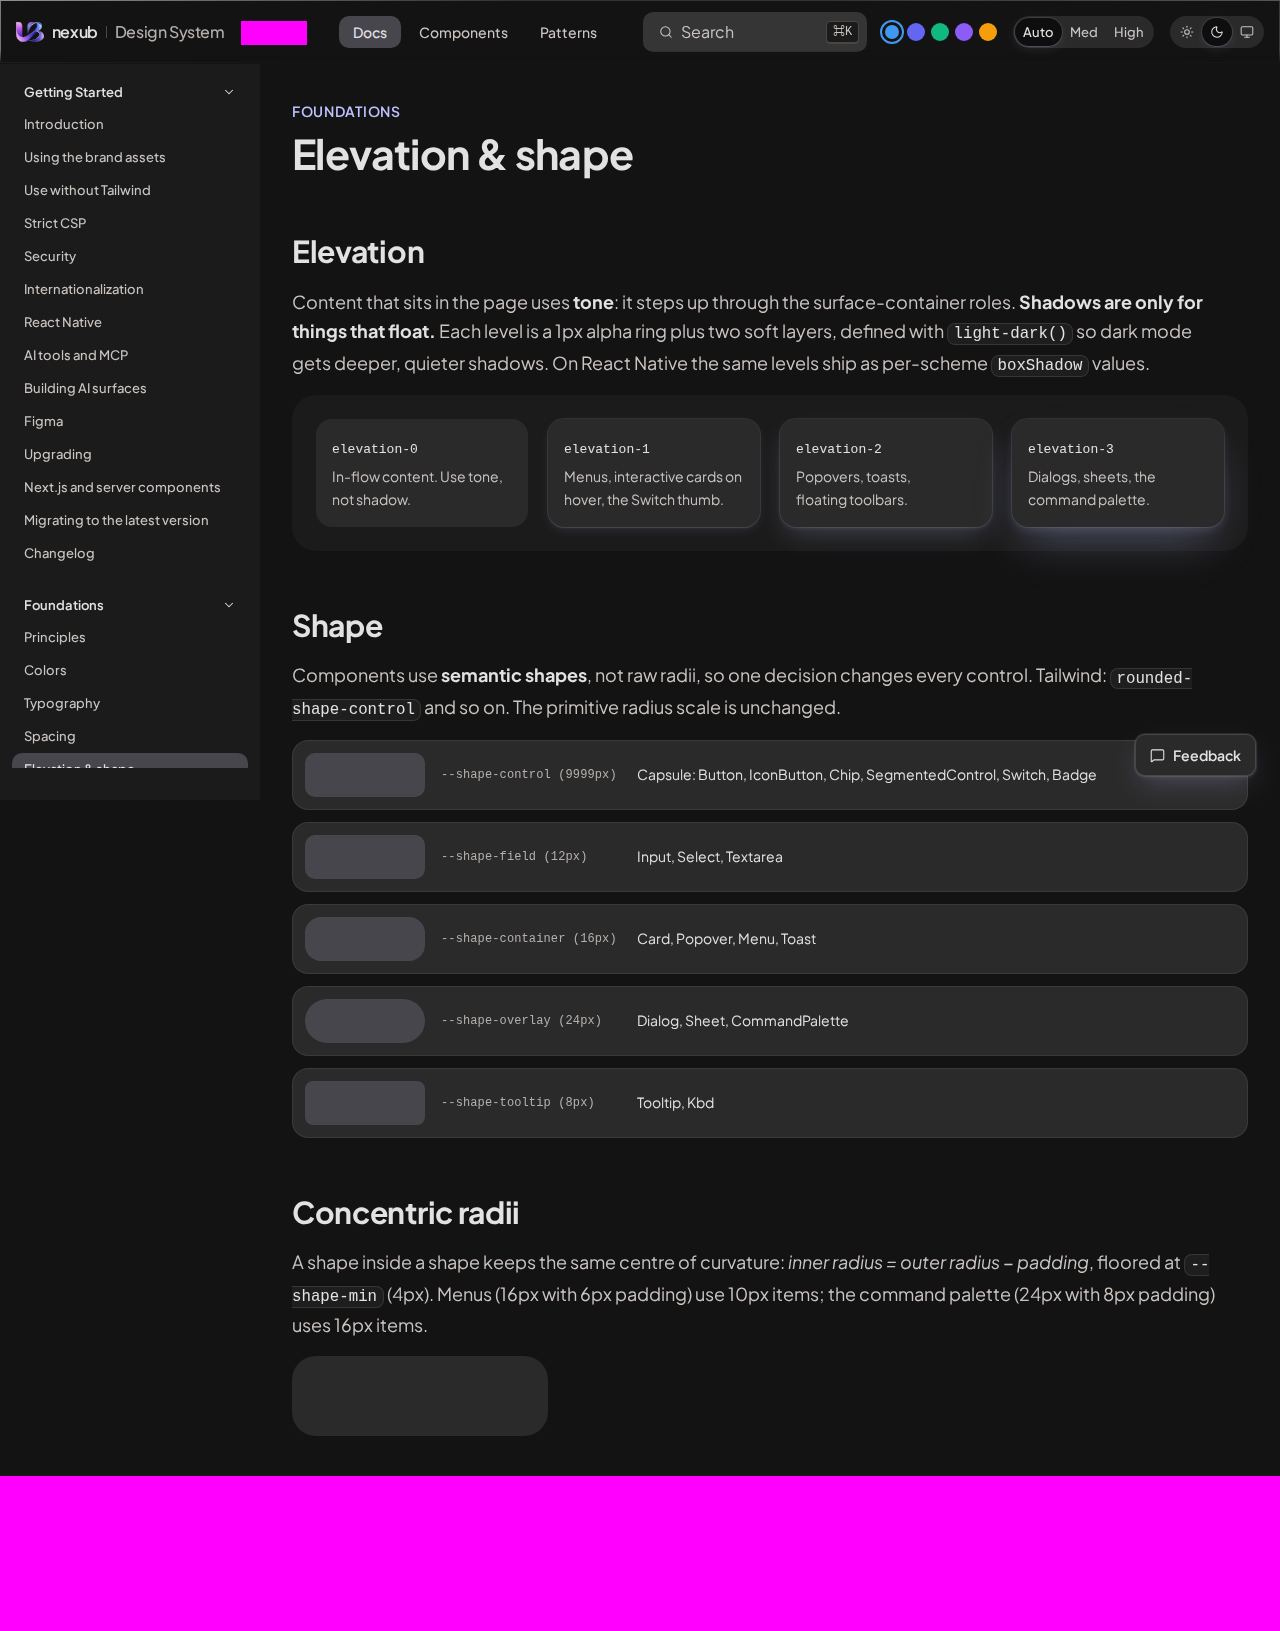 nexub Design System
Docs
Components
Patterns
Search
⌘K
Auto
Med
High
Getting Started
Introduction
Using the brand assets
Use without Tailwind
Strict CSP
Security
Internationalization
React Native
AI tools and MCP
Building AI surfaces
Figma
Upgrading
Next.js and server components
Migrating to the latest version
Changelog
Foundations
Principles
Colors
Typography
Spacing
Elevation & shape
FOUNDATIONS
Elevation & shape
Elevation
Content that sits in the page uses tone: it steps up through the surface-container roles. Shadows are only for
things that float. Each level is a 1px alpha ring plus two soft layers, defined with light-dark() so dark mode
gets deeper, quieter shadows. On React Native the same levels ship as per-scheme boxShadow values.
elevation-0
In-flow content. Use tone,
not shadow.
elevation-1
Menus, interactive cards on
hover, the Switch thumb.
elevation-2
Popovers, toasts,
floating toolbars.
elevation-3
Dialogs, sheets, the
command palette.
Shape
Components use semantic shapes, not raw radii, so one decision changes every control. Tailwind: rounded-
shape-control and so on. The primitive radius scale is unchanged.
--shape-control (9999px)
Capsule: Button, IconButton, Chip, SegmentedControl, Switch, Badge
Feedback
--shape-field (12px)
Input, Select, Textarea
--shape-container (16px)
Card, Popover, Menu, Toast
--shape-overlay (24px)
Dialog, Sheet, CommandPalette
--shape-tooltip (8px)
Tooltip, Kbd
Concentric radii
A shape inside a shape keeps the same centre of curvature: inner radius = outer radius − padding, floored at --
shape-min (4px). Menus (16px with 6px padding) use 10px items; the command palette (24px with 8px padding)
uses 16px items.